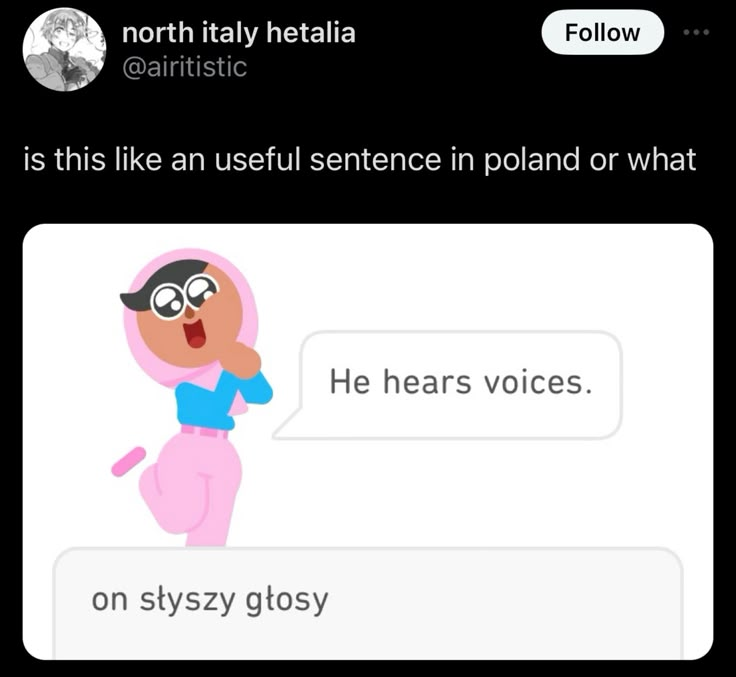 north italy hetalia
Follow
@airitistic
is this like an useful sentence in poland or what
He hears voices.
on słyszy głosy